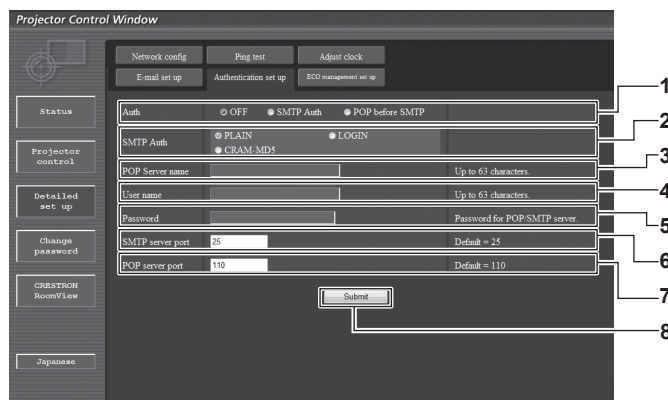 Projector Control Window
Network config
Ping test
Adjust clock
E-mail set up
Authentication set up
ECO management set up
Status
Projector
control
Detailed
set up
Change
password
CRESTRON
RoomView
Japanese
Auth
OFF
SMTP Auth
POP before SMTP
1
SMTP Auth
PLAIN
LOGIN
CRAM-MD5
2
POP Server name
Up to 63 characters.
3
User name
Up to 63 characters.
4
Password
Password for POP/SMTP server.
5
SMTP server port
25
Default = 25
6
POP server port
110
Default = 110
7
Submit
8